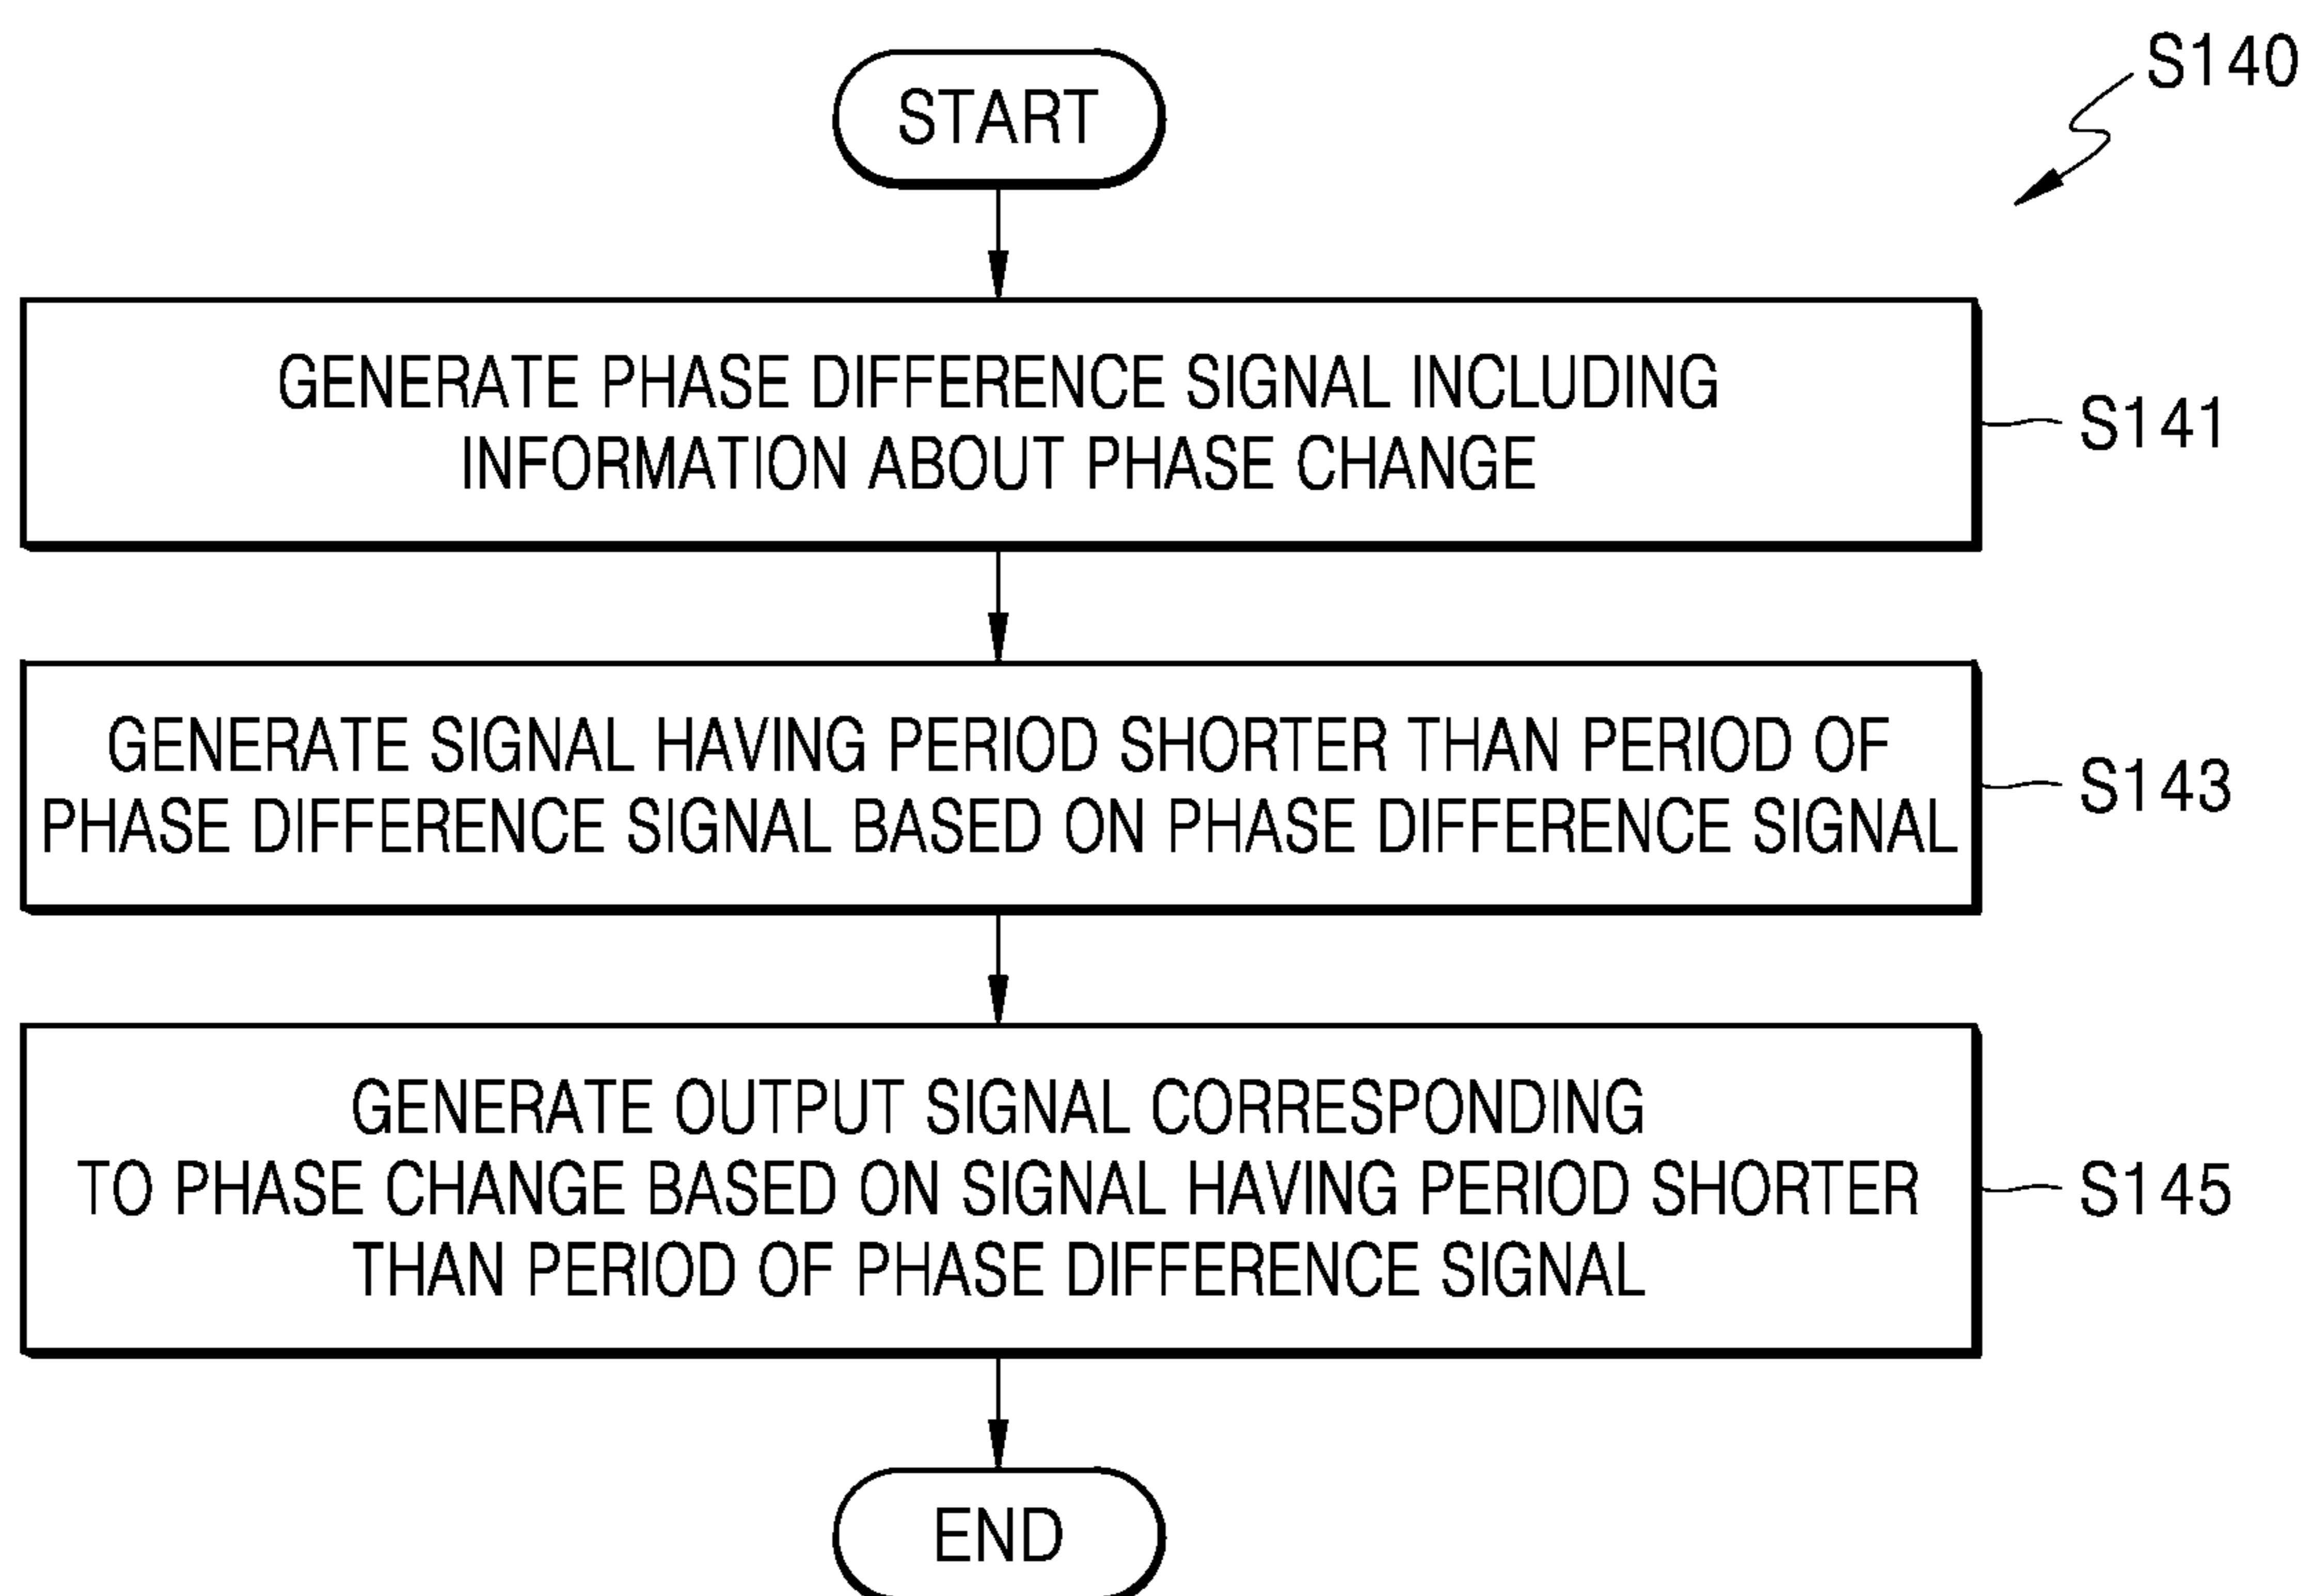 START
S140
GENERATE PHASE DIFFERENCE SIGNAL INCLUDING
INFORMATION ABOUT PHASE CHANGE
S141
GENERATE SIGNAL HAVING PERIOD SHORTER THAN PERIOD OF
PHASE DIFFERENCE SIGNAL BASED ON PHASE DIFFERENCE SIGNAL
S143
GENERATE OUTPUT SIGNAL CORRESPONDING
TO PHASE CHANGE BASED ON SIGNAL HAVING PERIOD SHORTER
THAN PERIOD OF PHASE DIFFERENCE SIGNAL
S145
END